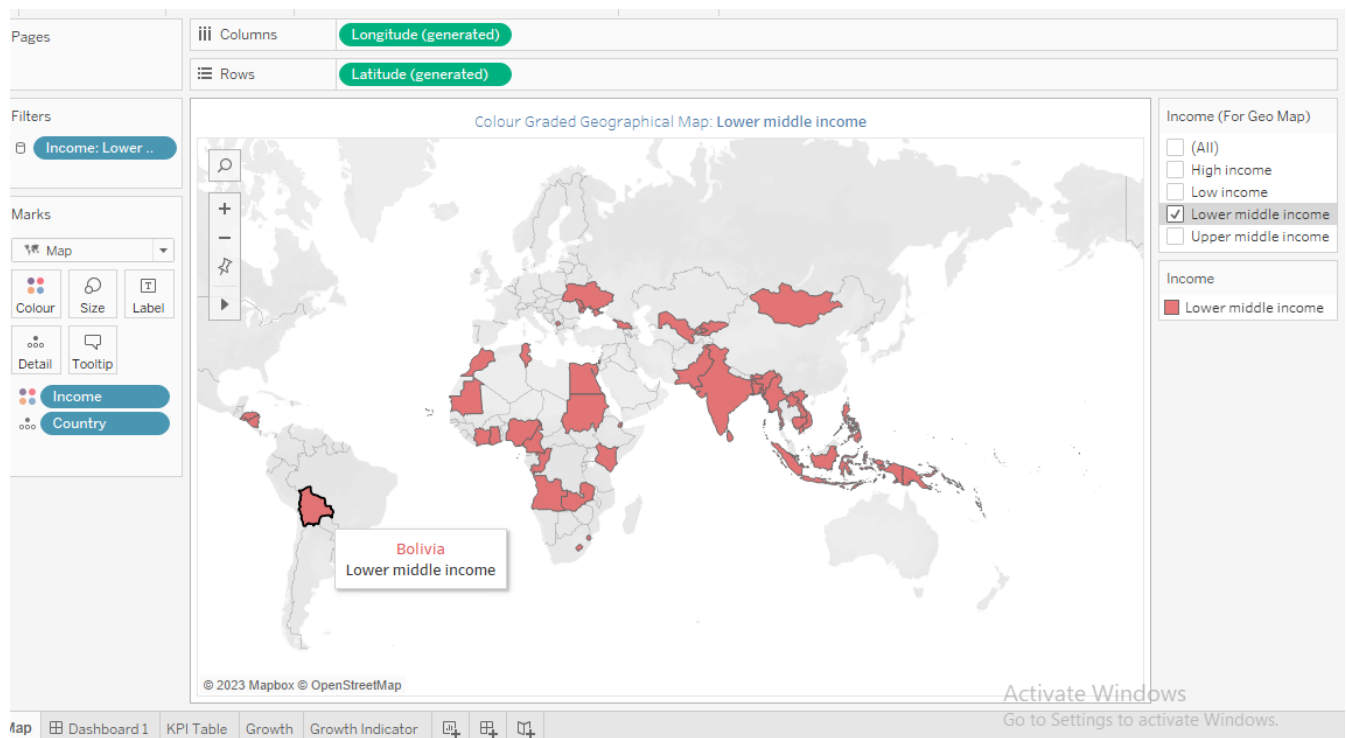 Pages
Columns
Longitude (generated)
Rows
Latitude (generated)
Filters
Income: Lower ..
Marks
Map
Colour
Size
Label
Detail
Tooltip
Income
Country
Colour Graded Geographical Map: Lower middle income
Bolivia
Lower middle income
© 2023 Mapbox © OpenStreetMap
Income (For Geo Map)
(All)
High income
Low income
Lower middle income
Upper middle income
Income
Lower middle income
Activate Windows
Go to Settings to activate Windows.
Map
Dashboard 1
KPI Table
Growth
Growth Indicator